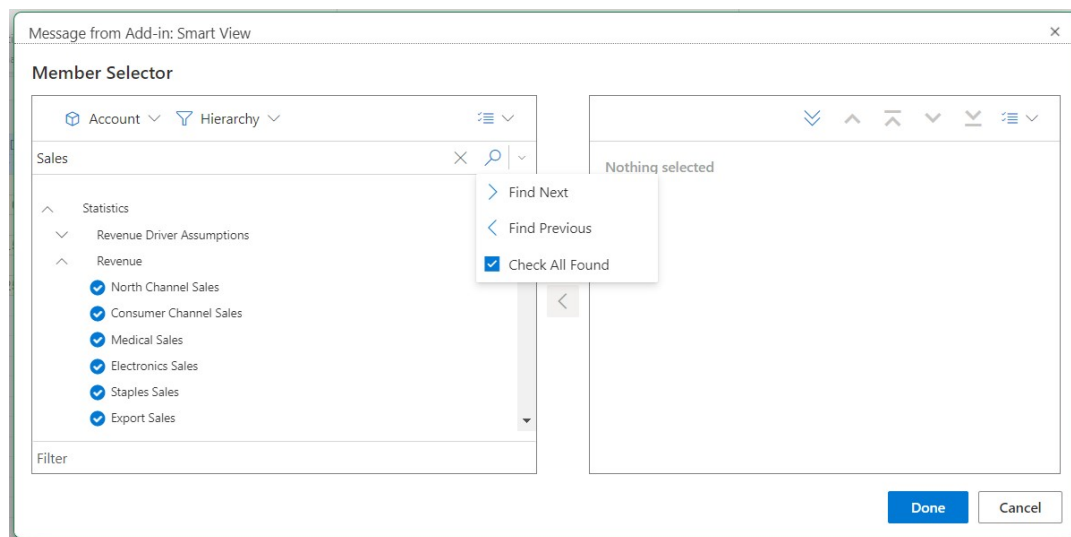 Message from Add-in: Smart View
Member Selector
Account Hierarchy
Sales
Nothing selected
Find Next
Find Previous
Check All Found
Statistics
Revenue Driver Assumptions
Revenue
North Channel Sales
Consumer Channel Sales
Medical Sales
Electronics Sales
Staples Sales
Export Sales
Filter
Done Cancel